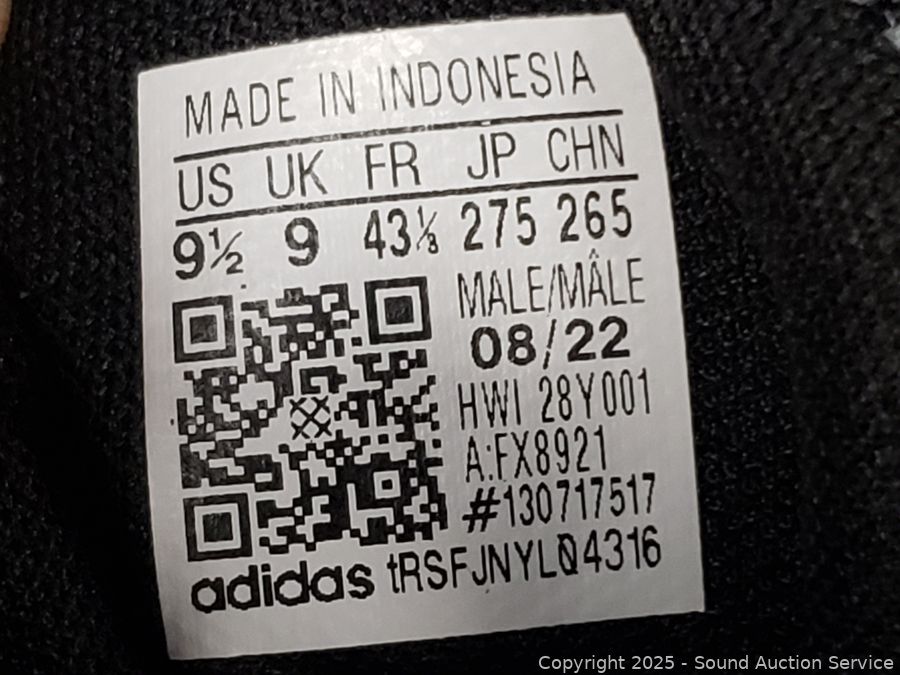 MADE IN INDONESIA
US UK FR JP CHN
9½ 9 43⅓ 275 265
MALE/MÂLE
08/22
HWI 28Y001
A:FX8921
#130717517
adidas tRSFJNYLQ4316
Copyright 2025 - Sound Auction Service